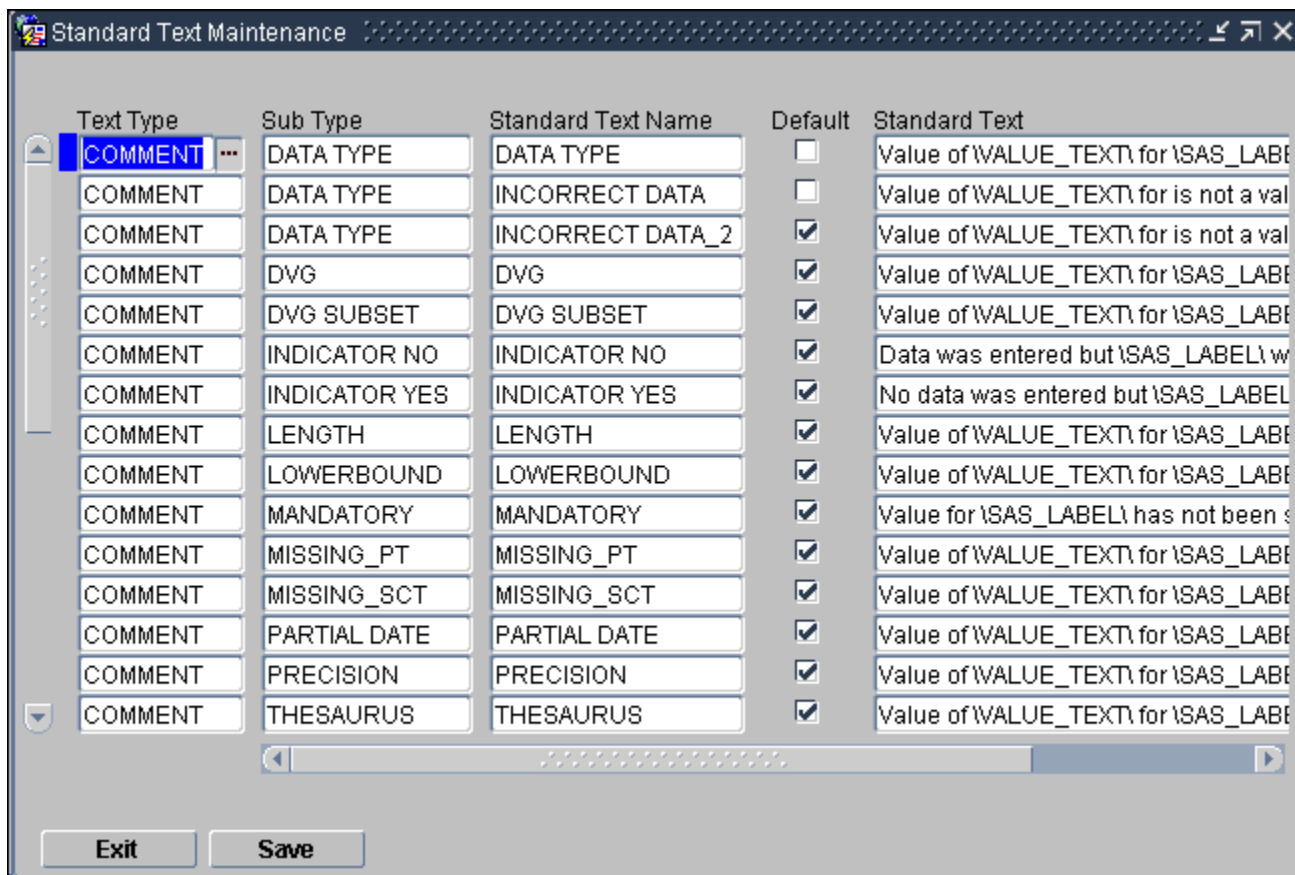 Standard Text Maintenance
Text Type Sub Type Standard Text Name Default Standard Text
COMMENT ... DATA TYPE DATA TYPE Value of \VALUE_TEXT\ for \SAS_LABE
COMMENT DATA TYPE INCORRECT DATA Value of \VALUE_TEXT\ for is not a val
COMMENT DATA TYPE INCORRECT DATA_2 Value of \VALUE_TEXT\ for is not a val
COMMENT DVG DVG Value of \VALUE_TEXT\ for \SAS_LABE
COMMENT DVG SUBSET DVG SUBSET Value of \VALUE_TEXT\ for \SAS_LABE
COMMENT INDICATOR NO INDICATOR NO Data was entered but \SAS_LABEL\ w
COMMENT INDICATOR YES INDICATOR YES No data was entered but \SAS_LABEL
COMMENT LENGTH LENGTH Value of \VALUE_TEXT\ for \SAS_LABE
COMMENT LOWERBOUND LOWERBOUND Value of \VALUE_TEXT\ for \SAS_LABE
COMMENT MANDATORY MANDATORY Value for \SAS_LABEL\ has not been s
COMMENT MISSING_PT MISSING_PT Value of \VALUE_TEXT\ for \SAS_LABE
COMMENT MISSING_SCT MISSING_SCT Value of \VALUE_TEXT\ for \SAS_LABE
COMMENT PARTIAL DATE PARTIAL DATE Value of \VALUE_TEXT\ for \SAS_LABE
COMMENT PRECISION PRECISION Value of \VALUE_TEXT\ for \SAS_LABE
COMMENT THESAURUS THESAURUS Value of \VALUE_TEXT\ for \SAS_LABE
Exit Save